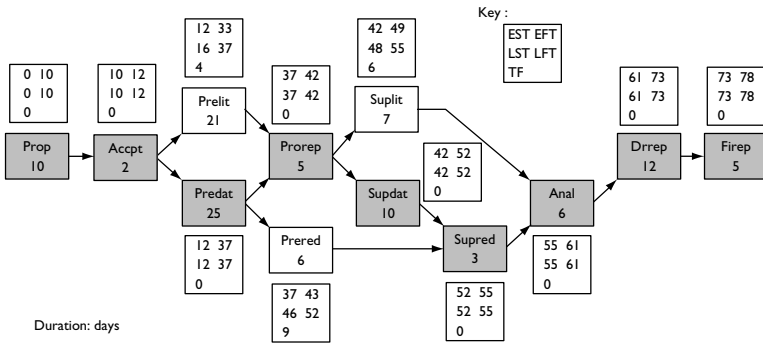 Key :
EST EFT
LST LFT
TF
12 33
16 37
4
42 49
48 55
6
0 10
0 10
0
10 12
10 12
0
37 42
37 42
0
61 73
61 73
0
73 78
73 78
0
Prelit
21
Suplit
7
Prop
10
Accpt
2
Prorep
5
42 52
42 52
0
Drrep
12
Firep
5
Predat
25
Supdat
10
Anal
6
Prered
6
Supred
3
12 37
12 37
0
55 61
55 61
0
37 43
46 52
9
52 55
52 55
0
Duration: days